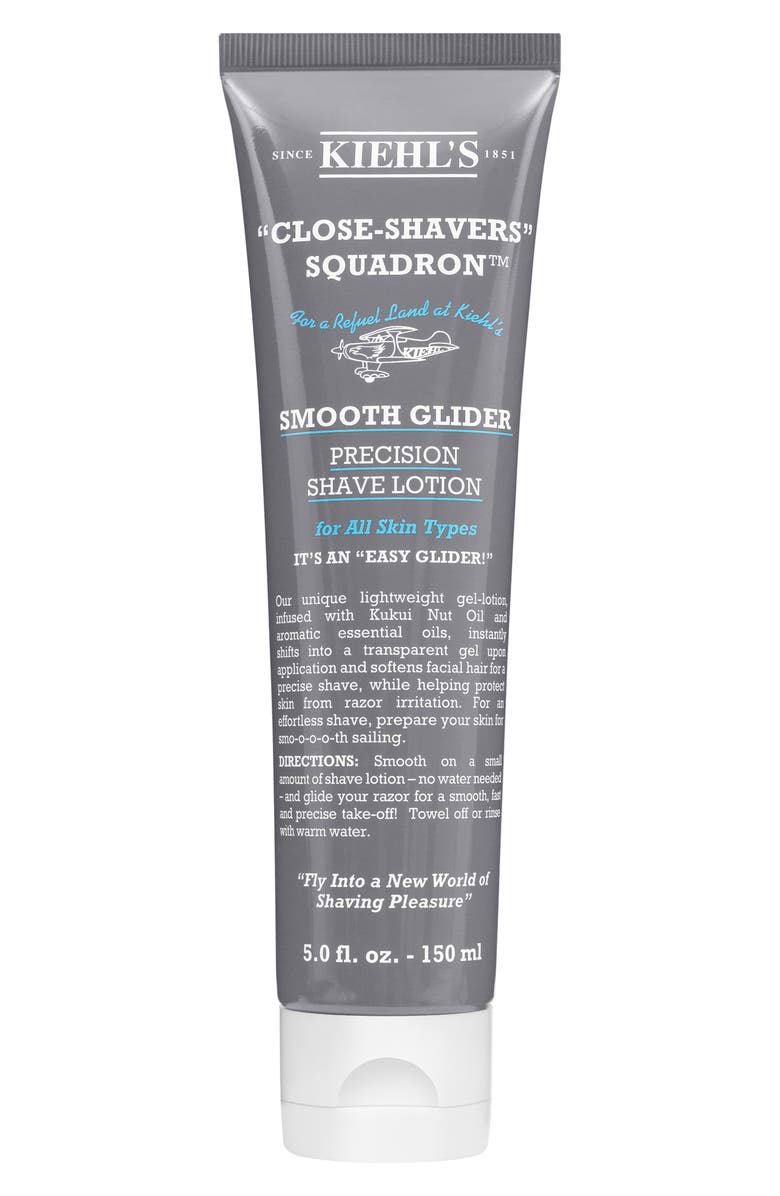 SINCE KIEHL'S 1851
"CLOSE-SHAVERS"
SQUADRON™
For a Refuel Land at Kiehl's
KIEHL'S
SMOOTH GLIDER
PRECISION
SHAVE LOTION
for All Skin Types
IT'S AN "EASY GLIDER!"
Our unique lightweight gel-lotion,
infused with Kukui Nut Oil and
aromatic essential oils, instantly
shifts into a transparent gel upon
application and softens facial hair for a
precise shave, while helping protect
skin from razor irritation. For an
effortless shave, prepare your skin for
smo-o-o-o-th sailing.
DIRECTIONS: Smooth on a small
amount of shave lotion – no water needed
- and glide your razor for a smooth, fast
and precise take-off! Towel off or rinse
with warm water.
"Fly Into a New World of
Shaving Pleasure"
5.0 fl. oz. - 150 ml